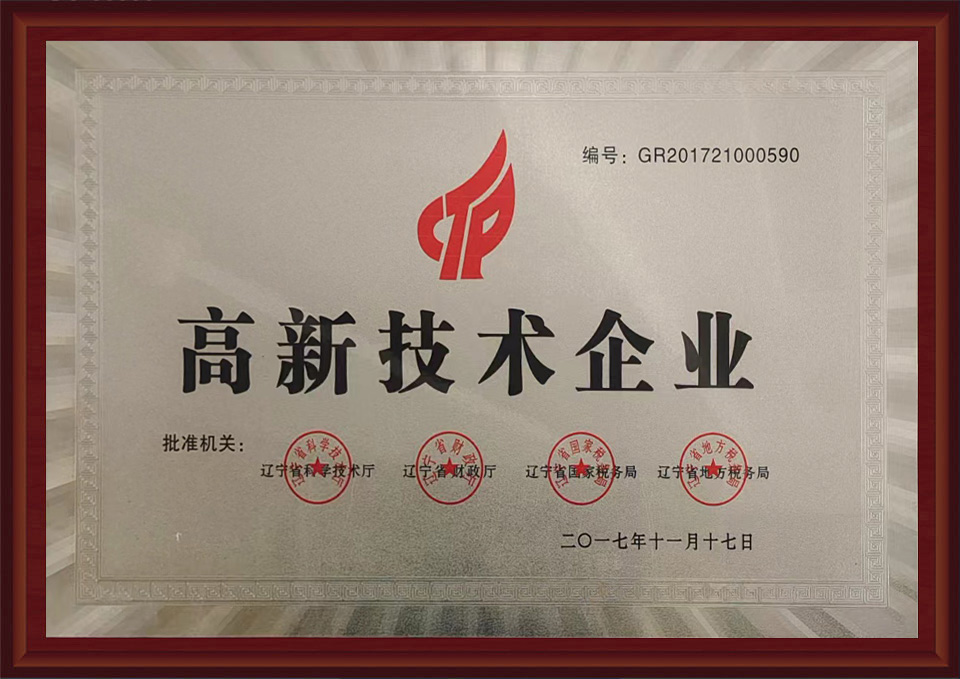 编号：GR201721000590
CTP
高新技术企业
批准机关：
辽宁省科学技术厅 辽宁省财政厅 辽宁省国家税务局 辽宁省地方税务局
二〇一七年十一月十七日